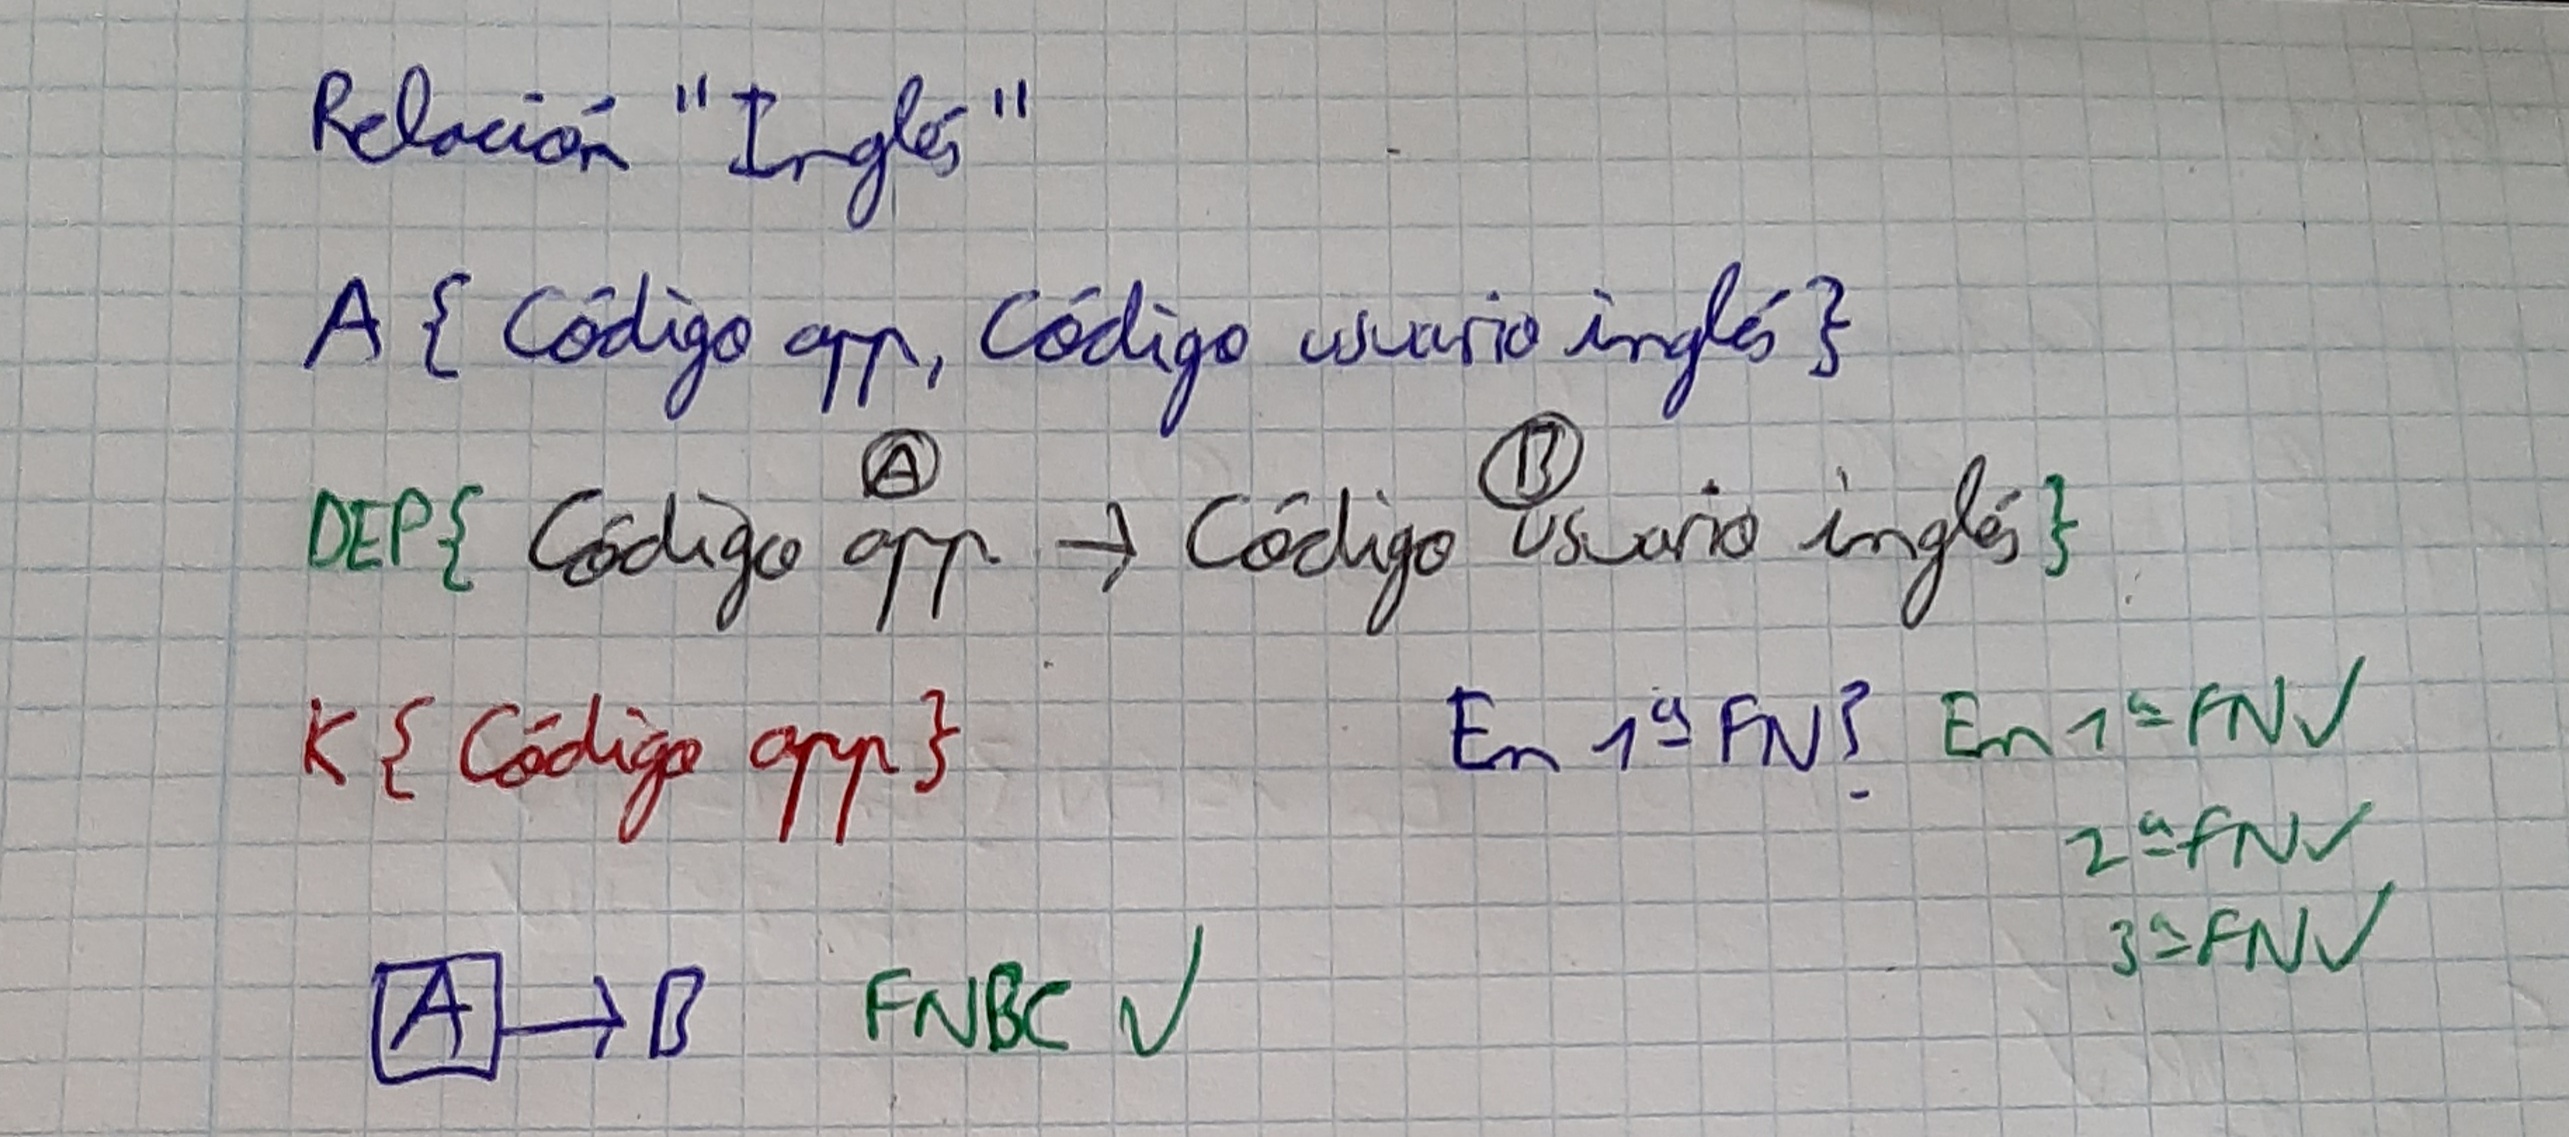 Relación "Inglés"
A { Código app, Código usuario inglés }
Ⓐ Ⓑ
DEP{ Código app → Código usuario inglés }
K { Código app } En 1ª FN? En 1ª FN ✓
2ª FN ✓
3ª FN ✓
A → B FNBC ✓